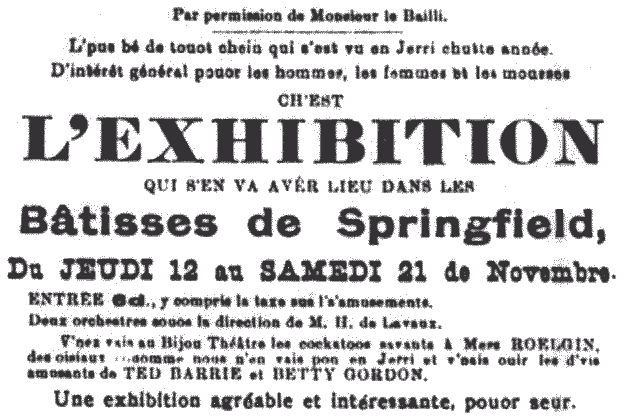 Par permission de Monsieur le Bailli.
L'pus bé de touot chein qui s'est vu en Jerri chutte année.
D'intérêt général pouor les hommes, les femmes et les mousses
CH'EST
L'EXHIBITION
QUI S'EN VA AVÊR LIEU DANS LES
Bâtisses de Springfield,
Du JEUDI 12 au SAMEDI 21 de Novembre.
ENTRÉE 6d., y compris la taxe sus l's'amusements.
Deux orchestres souos la direction de M. H. de Lavaux.
V'nez vais au Bijou Théâtre les cockatoos savants à Mers ROELGIN,
des oisiaux comme nous n'en vait pon en Jerri et v'nais ouir les d'vis
amusants de TED BARRIE et BETTY GORDON.
Une exhibition agréable et intéressante, pouor seur.